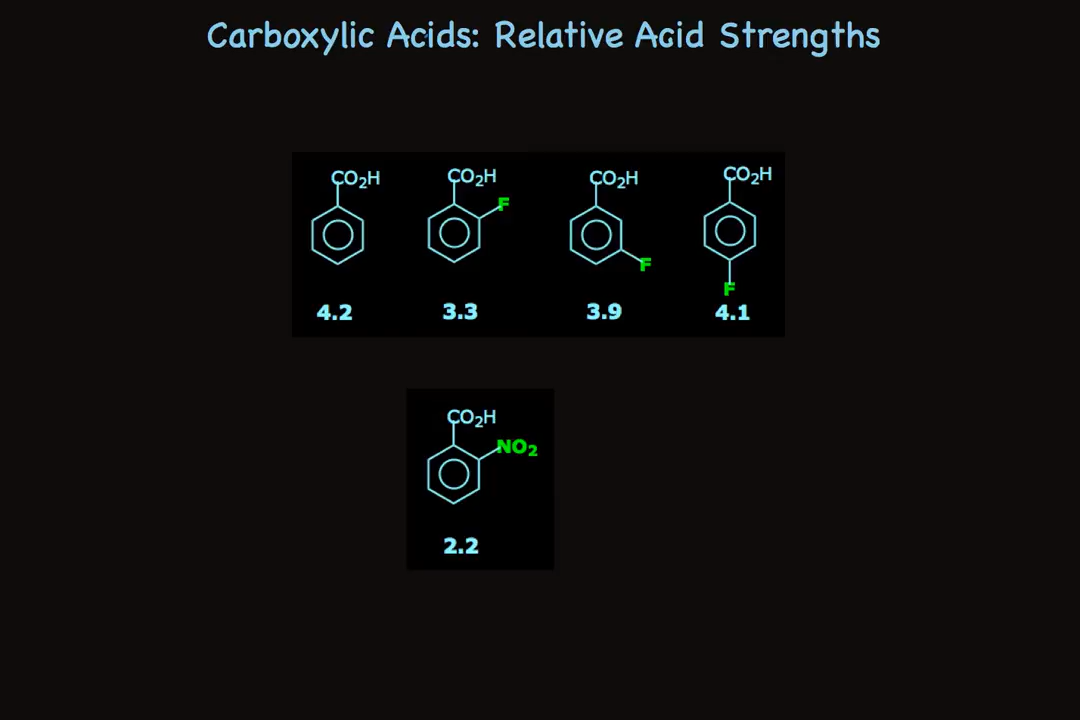 Carboxylic Acids: Relative Acid Strengths
CO2H CO2H CO2H CO2H
F
F
F
4.2 3.3 3.9 4.1
CO2H
NO2
2.2